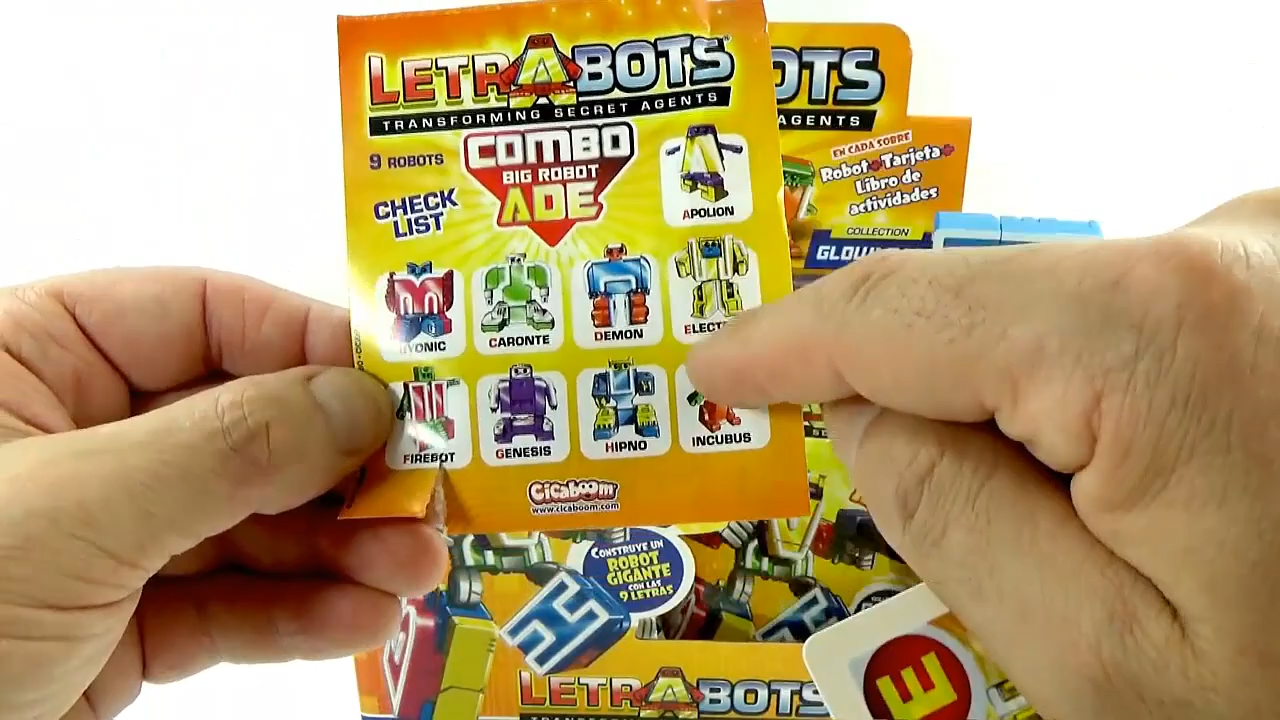 LETRABOTS
TRANSFORMING SECRET AGENTS
9 ROBOTS
COMBO
BIG ROBOT
ADE
CHECK
LIST
APOLION
CARONTE
DEMON
FIREBOT
GENESIS
HIPNO
INCUBUS
Cicaboom
www.cicaboom.com
OTS
AGENTS
EN CADA SOBRE
Robot+Tarjeta+
Libro de
actividades
COLLECTION
CONSTRUYE UN
ROBOT
GIGANTE
CON LAS
9 LETRAS
H
E
LETRABOTS